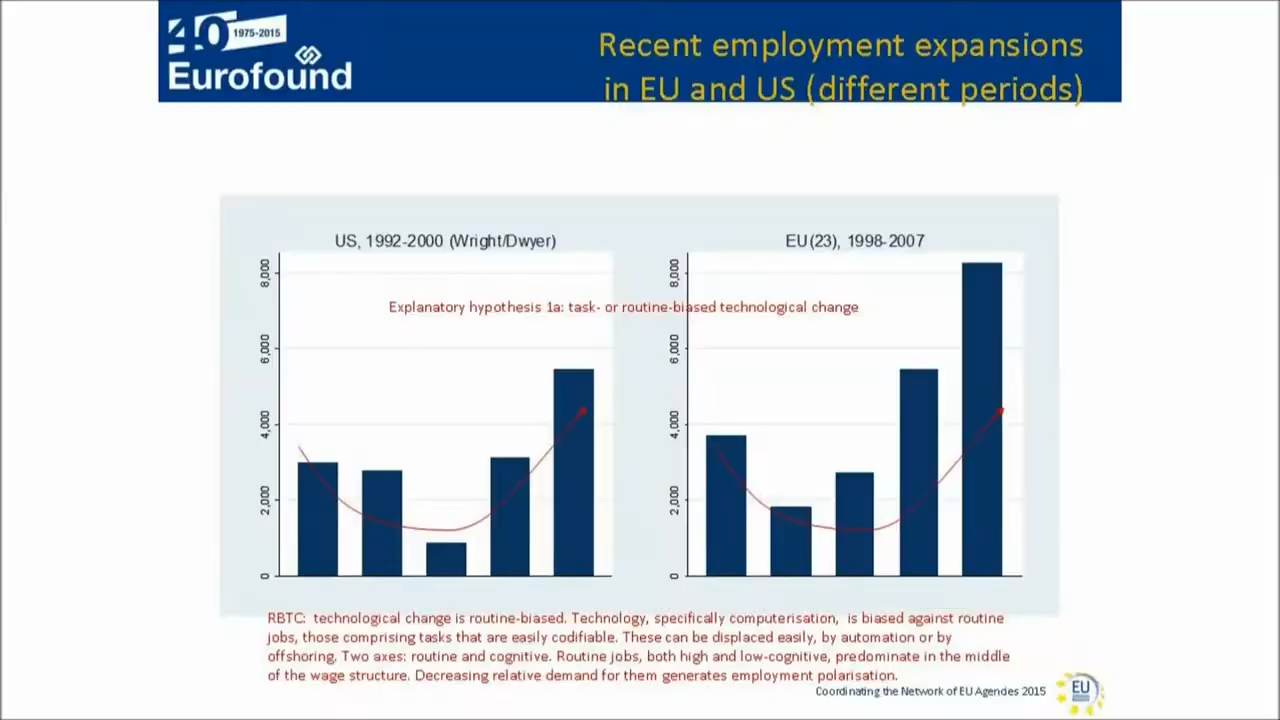 40 1975-2015
Eurofound
Recent employment expansions
in EU and US (different periods)
US, 1992-2000 (Wright/Dwyer)
EU(23), 1998-2007
8,000
6,000
4,000
2,000
0
8,000
6,000
4,000
2,000
0
Explanatory hypothesis 1a: task- or routine-biased technological change
RBTC: technological change is routine-biased. Technology, specifically computerisation, is biased against routine
jobs, those comprising tasks that are easily codifiable. These can be displaced easily, by automation or by
offshoring. Two axes: routine and cognitive. Routine jobs, both high and low-cognitive, predominate in the middle
of the wage structure. Decreasing relative demand for them generates employment polarisation.
Coordinating the Network of EU Agencies 2015
EU